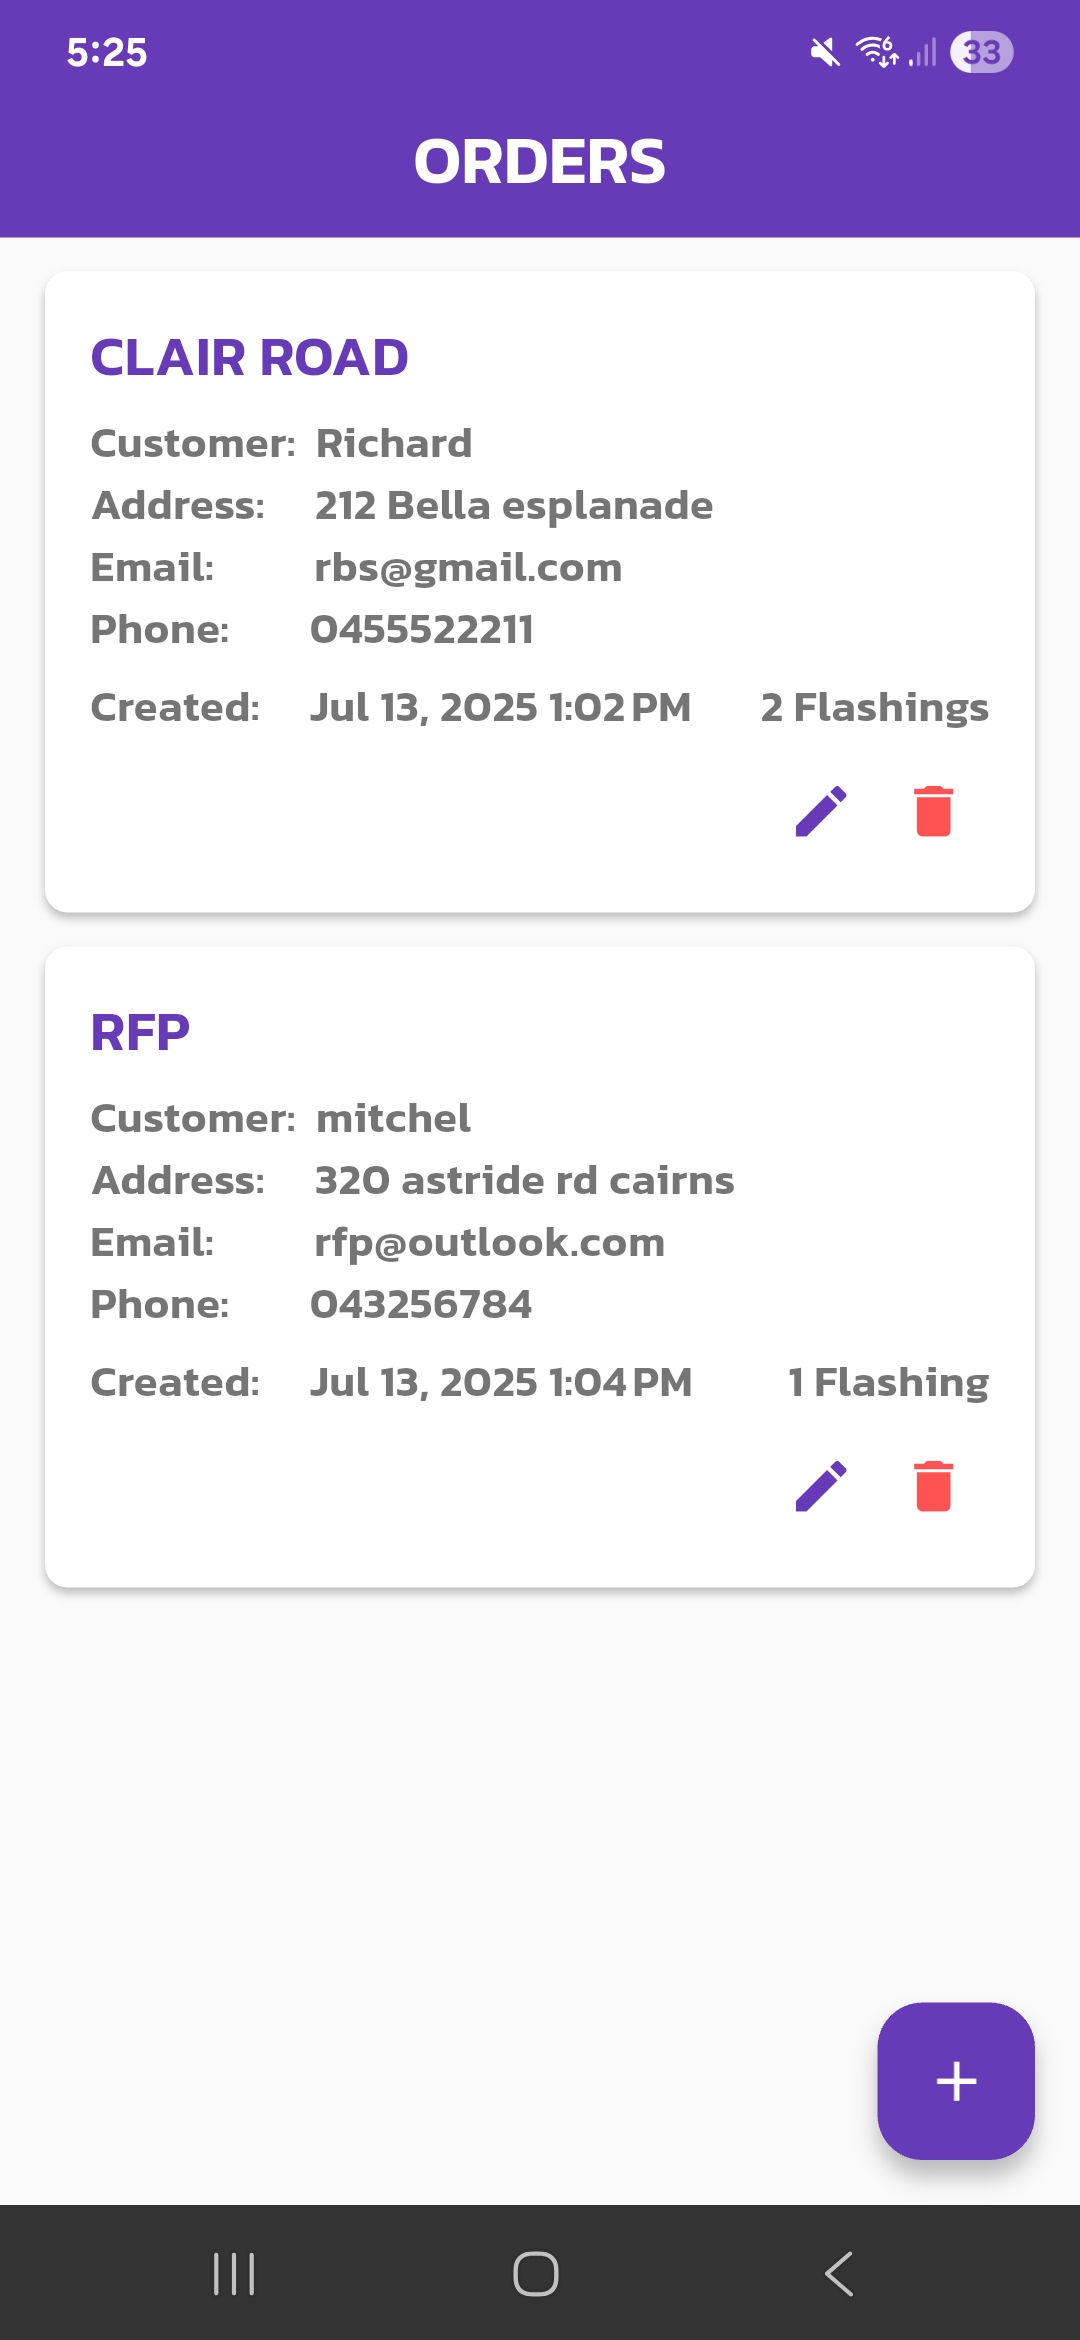 5:25
6
33
ORDERS
CLAIR ROAD
Customer: Richard
Address: 212 Bella esplanade
Email: rbs@gmail.com
Phone: 0455522211
Created: Jul 13, 2025 1:02 PM 2 Flashings
RFP
Customer: mitchel
Address: 320 astride rd cairns
Email: rfp@outlook.com
Phone: 043256784
Created: Jul 13, 2025 1:04 PM 1 Flashing